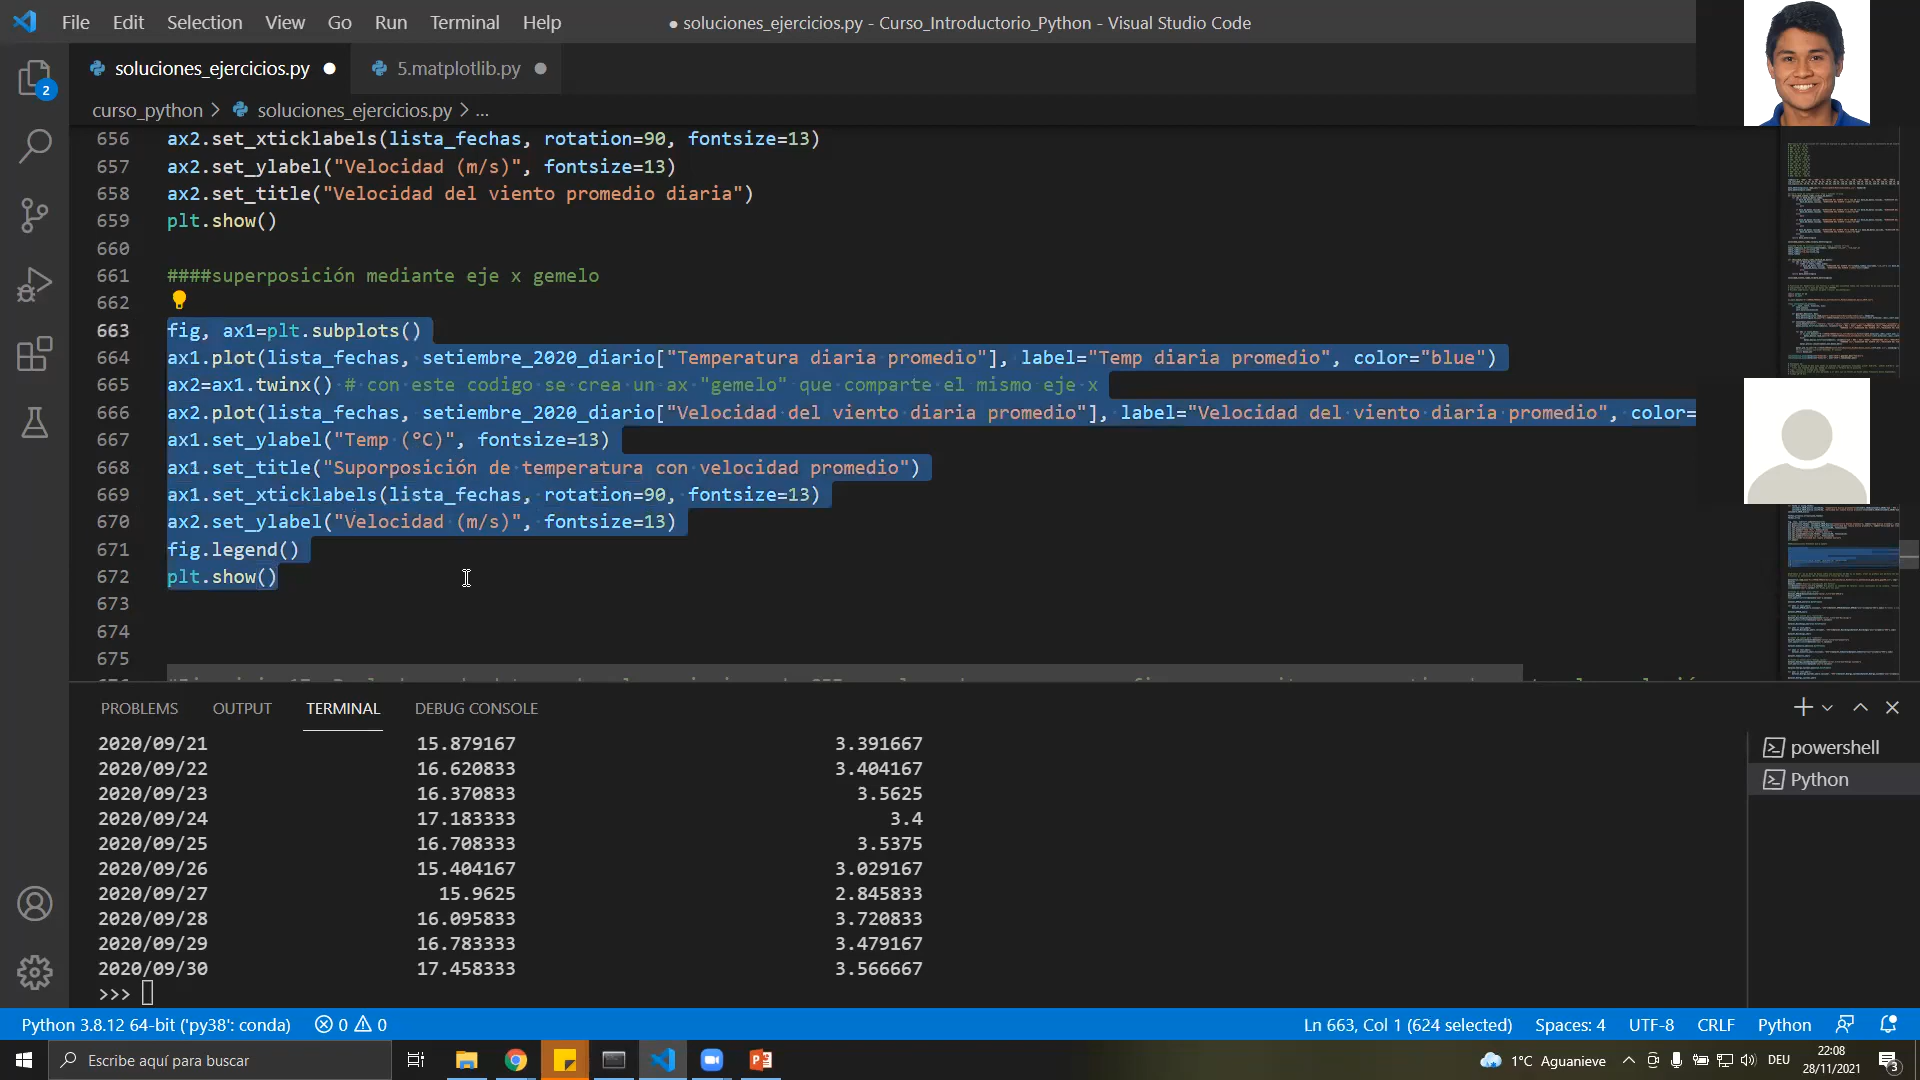 File Edit Selection View Go Run Terminal Help
● soluciones_ejercicios.py - Curso_Introductorio_Python - Visual Studio Code
soluciones_ejercicios.py ● 5.matplotlib.py ●
curso_python > soluciones_ejercicios.py > ...
2
656 ax2.set_xticklabels(lista_fechas, rotation=90, fontsize=13)
657 ax2.set_ylabel("Velocidad (m/s)", fontsize=13)
658 ax2.set_title("Velocidad del viento promedio diaria")
659 plt.show()
660
661 ####superposición mediante eje x gemelo
662
663 fig, ax1=plt.subplots()
664 ax1.plot(lista_fechas, setiembre_2020_diario["Temperatura diaria promedio"], label="Temp diaria promedio", color="blue")
665 ax2=ax1.twinx() # con este codigo se crea un ax "gemelo" que comparte el mismo eje x
666 ax2.plot(lista_fechas, setiembre_2020_diario["Velocidad del viento diaria promedio"], label="Velocidad del viento diaria promedio", color=
667 ax1.set_ylabel("Temp (°C)", fontsize=13)
668 ax1.set_title("Suporposición de temperatura con velocidad promedio")
669 ax1.set_xticklabels(lista_fechas, rotation=90, fontsize=13)
670 ax2.set_ylabel("Velocidad (m/s)", fontsize=13)
671 fig.legend()
672 plt.show()
673
674
675
PROBLEMS OUTPUT TERMINAL DEBUG CONSOLE
2020/09/21 15.879167 3.391667
2020/09/22 16.620833 3.404167
2020/09/23 16.370833 3.5625
2020/09/24 17.183333 3.4
2020/09/25 16.708333 3.5375
2020/09/26 15.404167 3.029167
2020/09/27 15.9625 2.845833
2020/09/28 16.095833 3.720833
2020/09/29 16.783333 3.479167
2020/09/30 17.458333 3.566667
>>>
powershell
Python
Python 3.8.12 64-bit ('py38': conda) 0 0 Ln 663, Col 1 (624 selected) Spaces: 4 UTF-8 CRLF Python
Escribe aquí para buscar
1°C Aguanieve DEU 22:08
28/11/2021
3